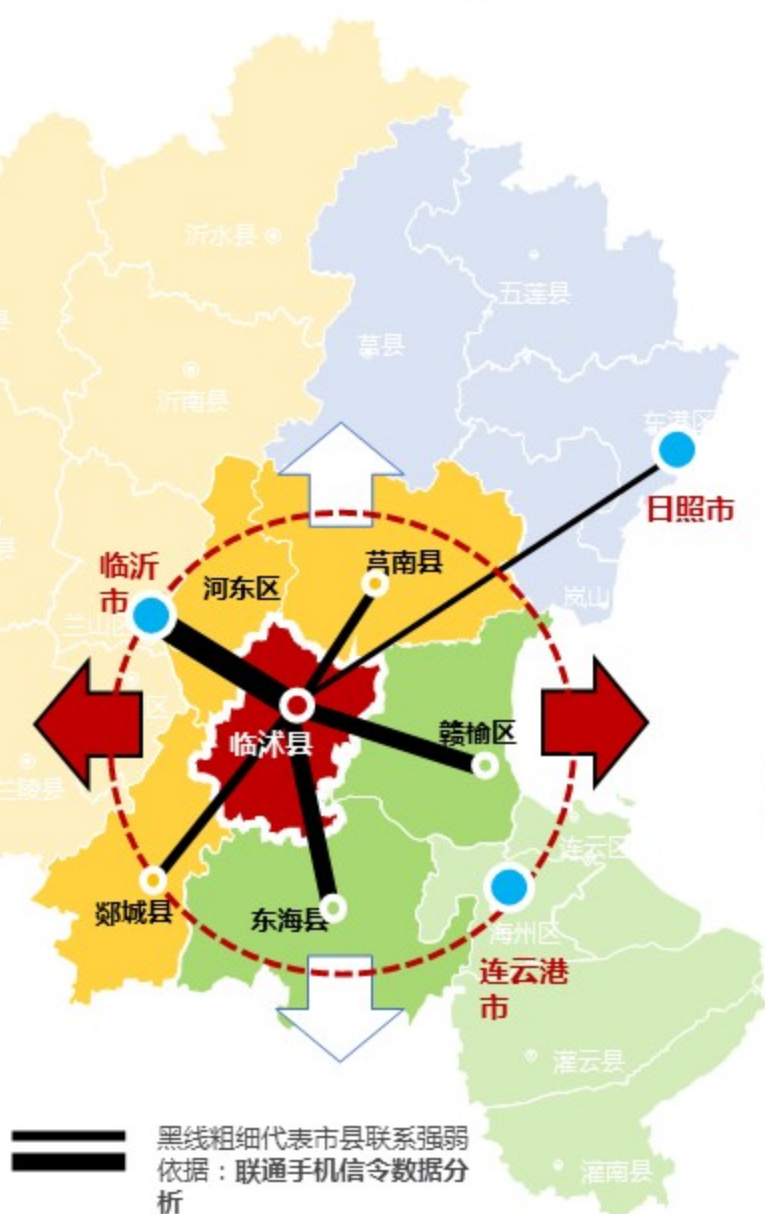 沂水县
五莲县
县
莒县
沂南县
东港区
日照市
莒南县
临沂
市
河东区
县
岚山
兰山区
区
赣榆区
临沭县
兰陵县
连云区
郯城县
东海县
海州区
连云港
市
灌云县
黑线粗细代表市县联系强弱
依据：联通手机信令数据分
析
灌南县